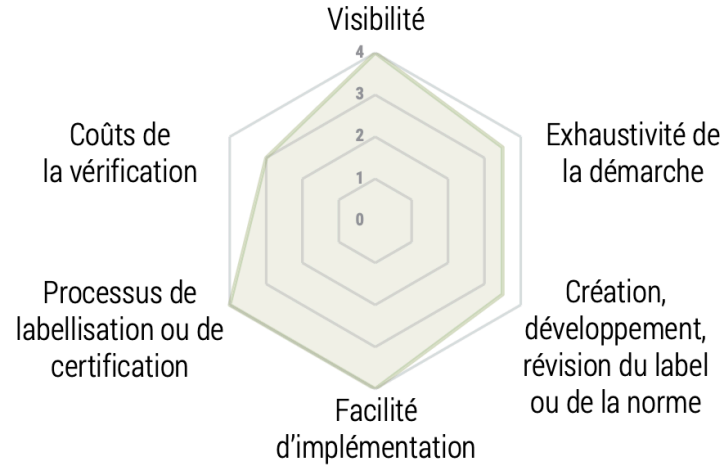 Visibilité
4
3
2
1
0
Coûts de
la vérification
Exhaustivité de
la démarche
Processus de
labellisation ou de
certification
Création,
développement,
révision du label
ou de la norme
Facilité
d’implémentation